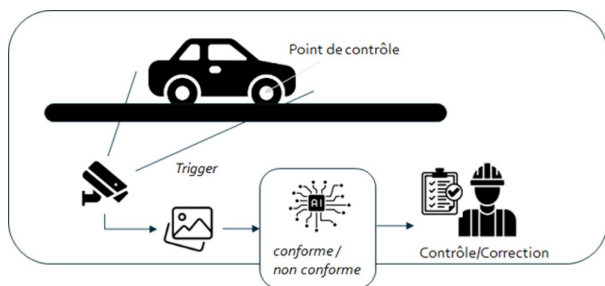 Point de contrôle
Trigger
AI
conforme /
non conforme
Contrôle/Correction